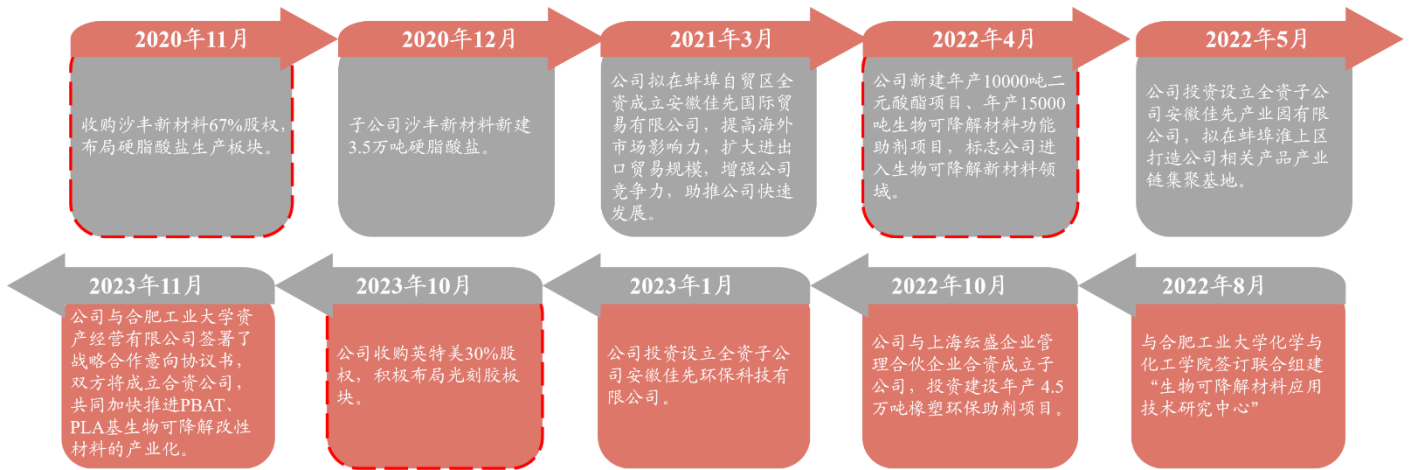 2020年11月
收购沙丰新材料67%股权，
布局硬脂酸盐生产板块。
2020年12月
子公司沙丰新材料新建
3.5万吨硬脂酸盐。
2021年3月
公司拟在蚌埠自贸区全
资成立安徽佳先国际贸
易有限公司，提高海外
市场影响力，扩大进出
口贸易规模，增强公司
竞争力，助推公司快速
发展。
2022年4月
公司新建年产10000吨二
元酸酯项目、年产15000
吨生物可降解材料功能
助剂项目，标志公司进
入生物可降解新材料领
域。
2022年5月
公司投资设立全资子公
司安徽佳先产业园有限
公司，拟在蚌埠淮上区
打造公司相关产品产业
链集聚基地。
2022年8月
与合肥工业大学化学与
化工学院签订联合组建
“生物可降解材料应用
技术研究中心”
2022年10月
公司与上海纭盛企业管
理合伙企业合资成立子
公司，投资建设年产 4.5
万吨橡塑环保助剂项目。
2023年1月
公司投资设立全资子公
司安徽佳先环保科技有
限公司。
2023年10月
公司收购英特美30%股
权，积极布局光刻胶板
块。
2023年11月
公司与合肥工业大学资
产经营有限公司签署了
战略合作意向协议书，
双方将成立合资公司，
共同加快推进PBAT、
PLA基生物可降解改性
材料的产业化。